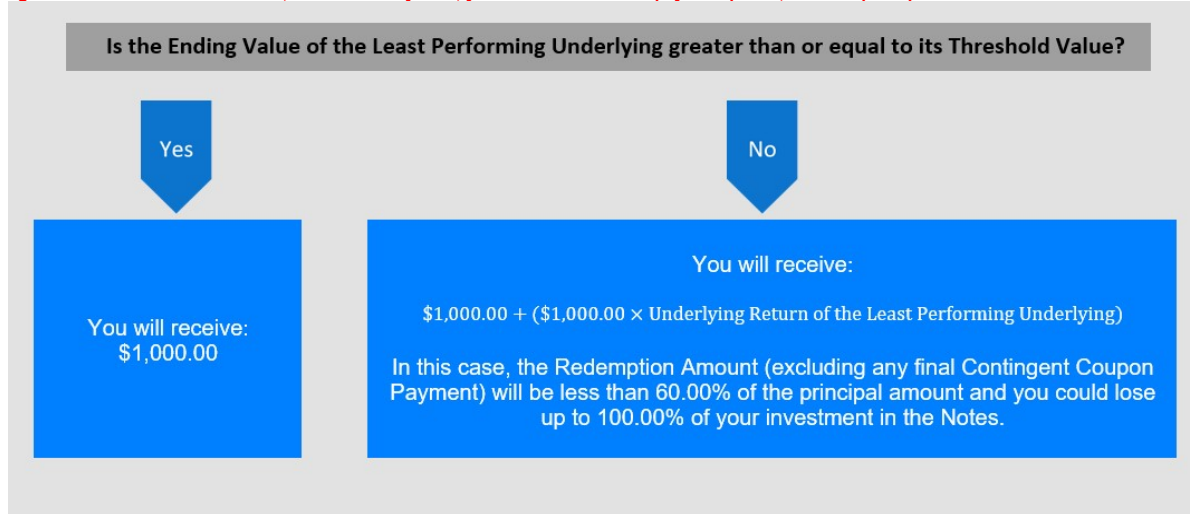 Is the Ending Value of the Least Performing Underlying greater than or equal to its Threshold Value?
Yes
No
You will receive:
$1,000.00
You will receive:
$1,000.00 + ($1,000.00 × Underlying Return of the Least Performing Underlying)
In this case, the Redemption Amount (excluding any final Contingent Coupon
Payment) will be less than 60.00% of the principal amount and you could lose
up to 100.00% of your investment in the Notes.